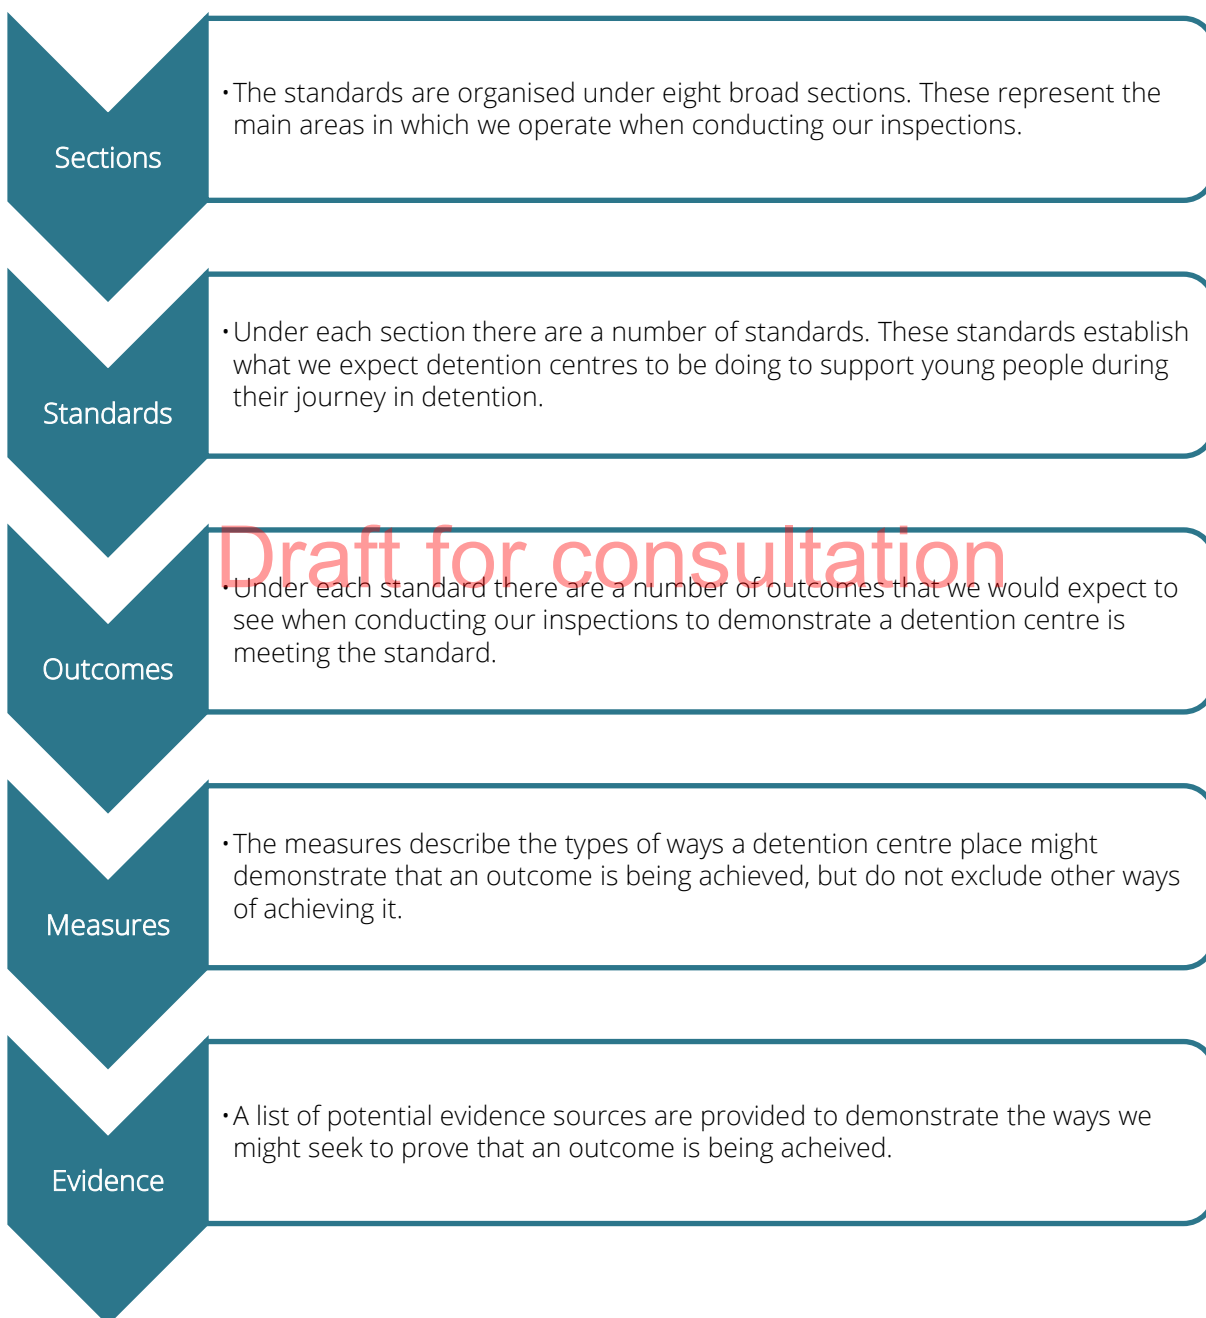 Sections
·The standards are organised under eight broad sections. These represent the
main areas in which we operate when conducting our inspections.
Standards
·Under each section there are a number of standards. These standards establish
what we expect detention centres to be doing to support young people during
their journey in detention.
Draft for consultation
Outcomes
·Under each standard there are a number of outcomes that we would expect to
see when conducting our inspections to demonstrate a detention centre is
meeting the standard.
Measures
·The measures describe the types of ways a detention centre place might
demonstrate that an outcome is being achieved, but do not exclude other ways
of achieving it.
Evidence
·A list of potential evidence sources are provided to demonstrate the ways we
might seek to prove that an outcome is being acheived.